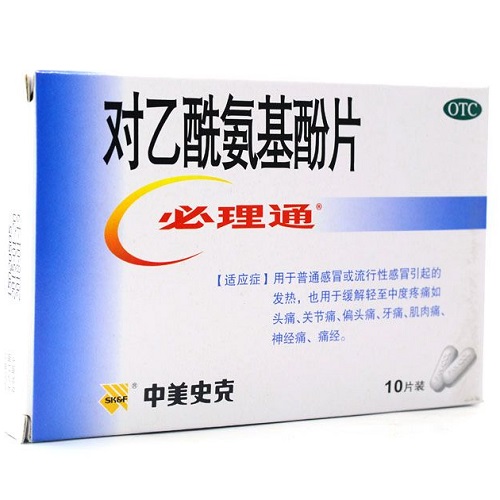 OTC
对乙酰氨基酚片
必理通®
【适应症】用于普通感冒或流行性感冒引起的
发热，也用于缓解轻至中度疼痛如
头痛、关节痛、偏头痛、牙痛、肌肉痛、
神经痛、痛经。
SK&F ® 中美史克
10片装